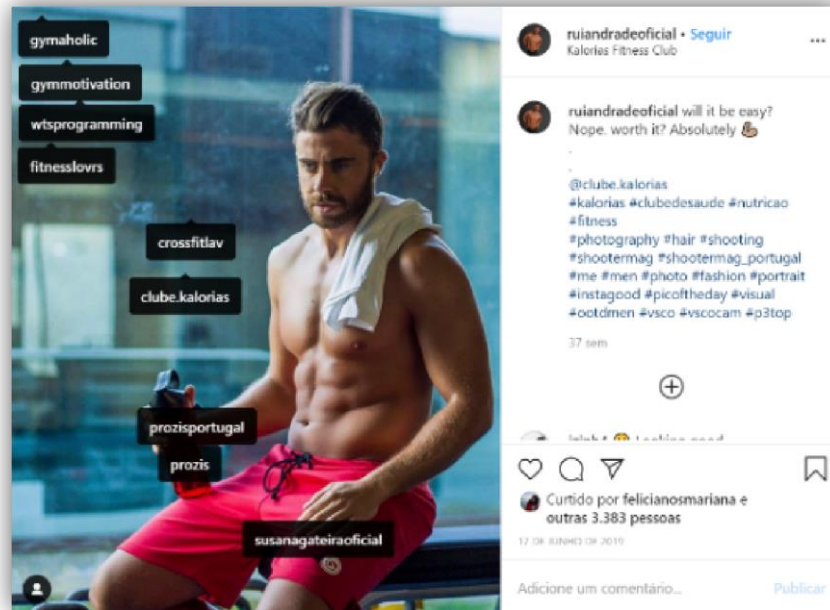 gymaholic
gymmotivation
wtsprogramming
fitnesslovrs
crossfitlav
clube.kalorias
prozisportugal
prozis
susanagateiraoficial
ruiandradeoficial • Seguir
Kalorias Fitness Club
ruiandradeoficial will it be easy?
Nope. worth it? Absolutely 💪🏽
.
.
@clube.kalorias
#kalorias #clubedesaude #nutricao
#fitness
#photography #hair #shooting
#shootermag #shootermag_portugal
#me #men #photo #fashion #portrait
#instagood #picoftheday #visual
#ootdmen #vsco #vscocam #p3top
37 sem
Looking good
Curtido por felicianosmariana e
outras 3.383 pessoas
17 DE JUNHO DE 2019
Adicione um comentário...
Publicar